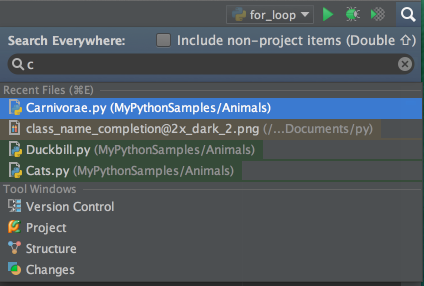 for_loop
Search Everywhere: Include non-project items (Double ⇧)
c
Recent Files (⌘E)
Carnivorae.py (MyPythonSamples/Animals)
class_name_completion@2x_dark_2.png (/...Documents/py)
Duckbill.py (MyPythonSamples/Animals)
Cats.py (MyPythonSamples/Animals)
Tool Windows
Version Control
Project
Structure
Changes